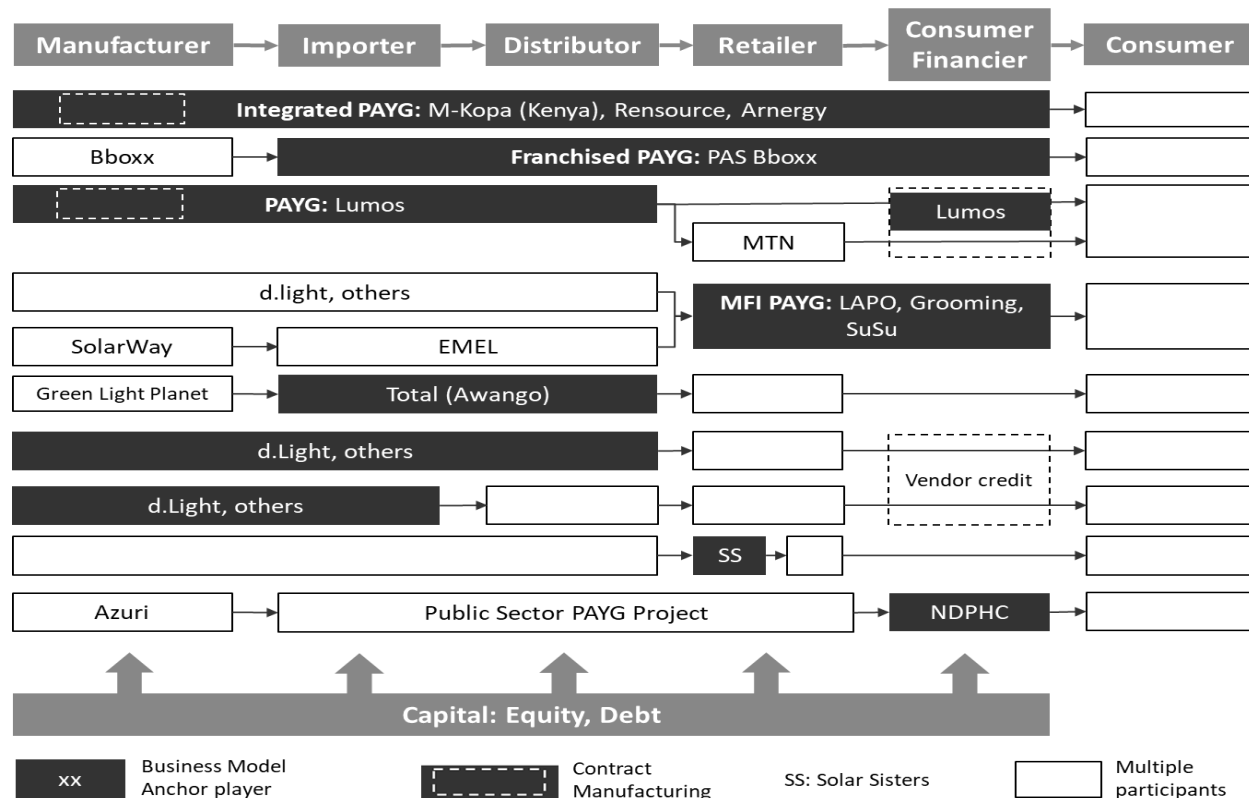 Manufacturer
Importer
Distributor
Retailer
Consumer
Financier
Consumer
Integrated PAYG: M-Kopa (Kenya), Rensource, Arnergy
Bboxx
Franchised PAYG: PAS Bboxx
PAYG: Lumos
Lumos
MTN
d.light, others
MFI PAYG: LAPO, Grooming,
SuSu
SolarWay
EMEL
Green Light Planet
Total (Awango)
d.Light, others
Vendor credit
d.Light, others
SS
Azuri
Public Sector PAYG Project
NDPHC
Capital: Equity, Debt
xx
Business Model
Anchor player
Contract
Manufacturing
SS: Solar Sisters
Multiple
participants